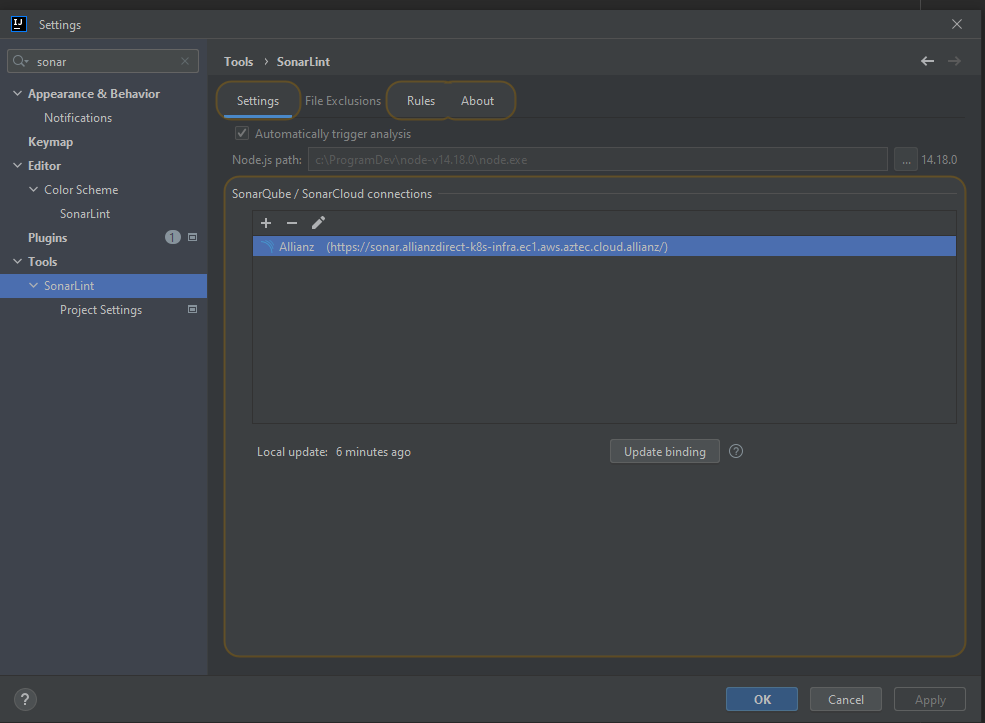 IJ
Settings
sonar
Appearance & Behavior
Notifications
Keymap
Editor
Color Scheme
SonarLint
Plugins 1
Tools
SonarLint
Project Settings
Tools › SonarLint
Settings File Exclusions Rules About
Automatically trigger analysis
Node.js path: c:\ProgramDev\node-v14.18.0\node.exe ... 14.18.0
SonarQube / SonarCloud connections
Allianz (https://sonar.allianzdirect-k8s-infra.ec1.aws.aztec.cloud.allianz/)
Local update: 6 minutes ago Update binding ?
? OK Cancel Apply